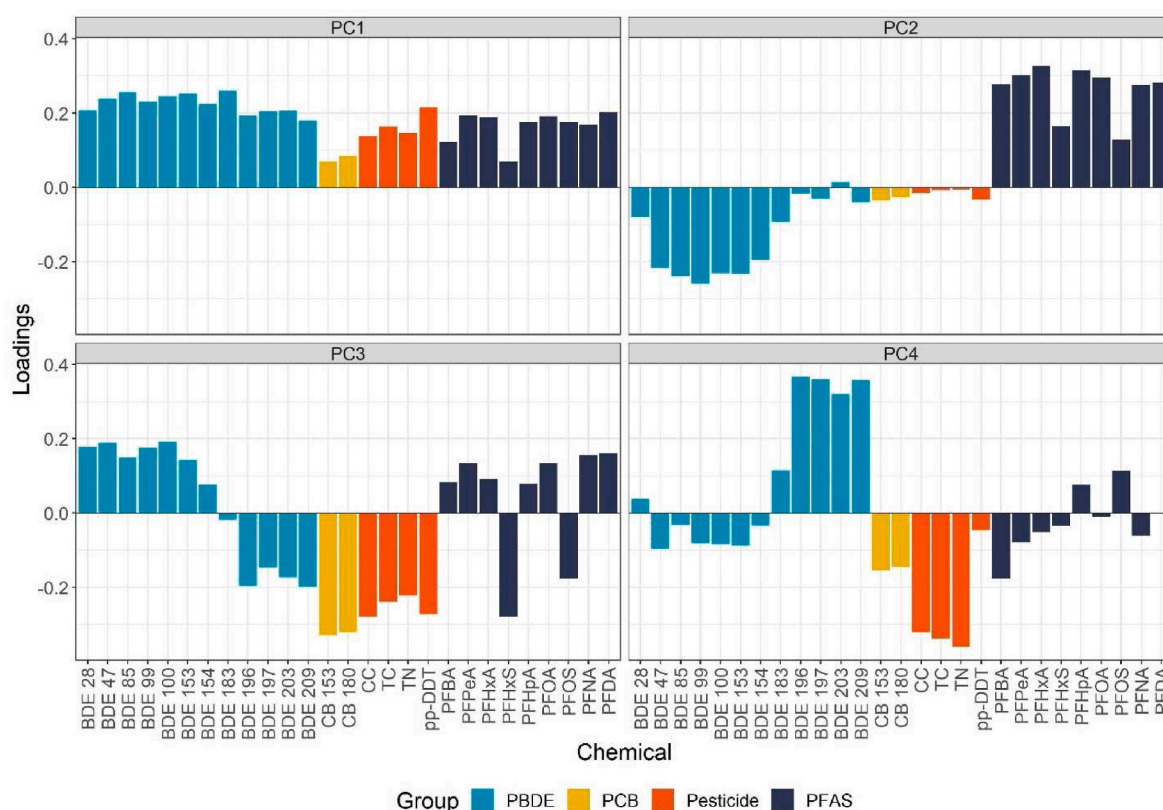 PC1 PC2
0.4
0.2
0.0
-0.2
PC3 PC4
0.4
0.2
0.0
-0.2
Loadings
BDE 28 BDE 47 BDE 85 BDE 99 BDE 100 BDE 153 BDE 154 BDE 183 BDE 196 BDE 197 BDE 203 BDE 209 CB 153 CB 180 CC TC TN pp-DDT PFBA PFPeA PFHxA PFHxS PFHpA PFOA PFOS PFNA PFDA BDE 28 BDE 47 BDE 85 BDE 99 BDE 100 BDE 153 BDE 154 BDE 183 BDE 196 BDE 197 BDE 203 BDE 209 CB 153 CB 180 CC TC TN pp-DDT PFBA PFPeA PFHxA PFHxS PFHpA PFOA PFOS PFNA PFDA
Chemical
Group PBDE PCB Pesticide PFAS